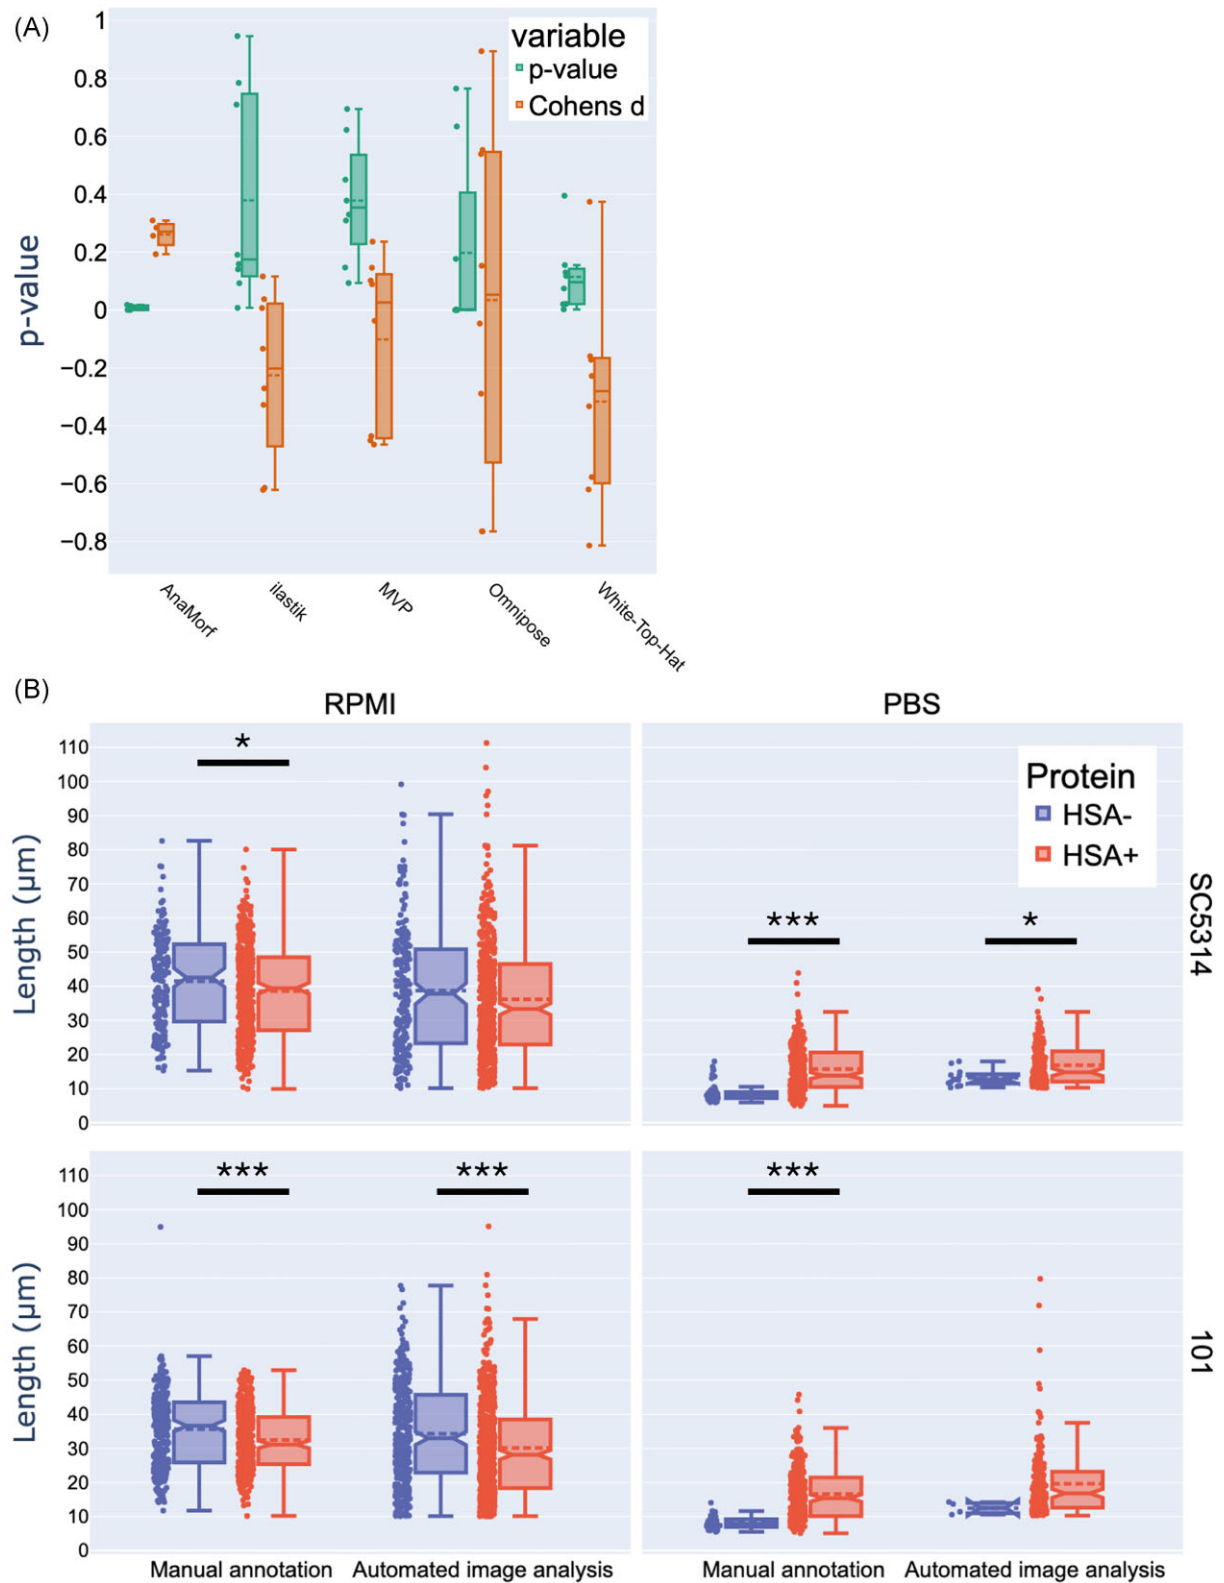 (A)
variable
p-value
Cohens d
p-value
1
0.8
0.6
0.4
0.2
0
−0.2
−0.4
−0.6
−0.8
AnaMorf
ilastik
MVP
Omnipose
White-Top-Hat
(B)
RPMI
PBS
Length (μm)
110
100
90
80
70
60
50
40
30
20
10
0
*
***
*
Protein
HSA-
HSA+
SC5314
Length (μm)
110
100
90
80
70
60
50
40
30
20
10
0
***
***
***
101
Manual annotation
Automated image analysis
Manual annotation
Automated image analysis